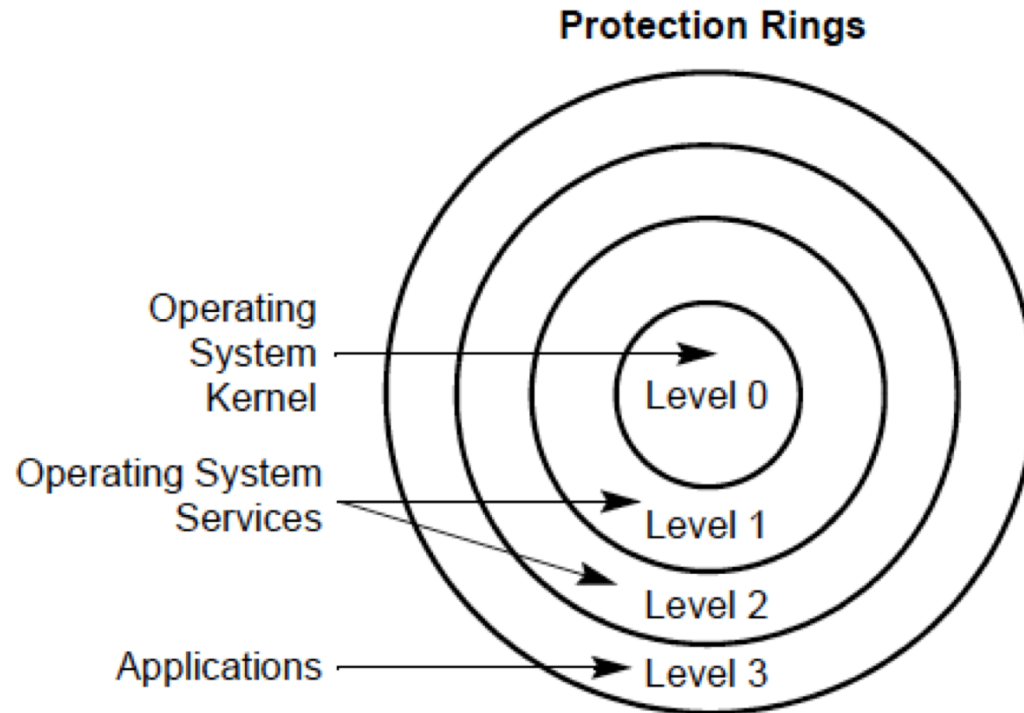 Protection Rings
Operating
System
Kernel
Level 0
Operating System
Services
Level 1
Level 2
Applications
Level 3